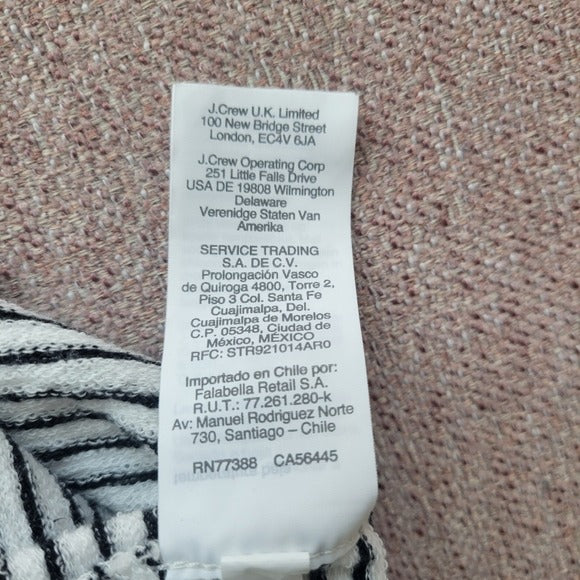 J.Crew U.K. Limited
100 New Bridge Street
London, EC4V 6JA
J.Crew Operating Corp
251 Little Falls Drive
USA DE 19808 Wilmington
Delaware
Verenidge Staten Van
Amerika
SERVICE TRADING
S.A. DE C.V.
Prolongación Vasco
de Quiroga 4800, Torre 2,
Piso 3 Col. Santa Fe
Cuajimalpa, Del.
Cuajimalpa de Morelos
C.P. 05348, Ciudad de
México, MÉXICO
RFC: STR921014AR0
Importado en Chile por:
Falabella Retail S.A.
R.U.T.: 77.261.280-k
Av: Manuel Rodriguez Norte
730, Santiago – Chile
RN77388 CA56445